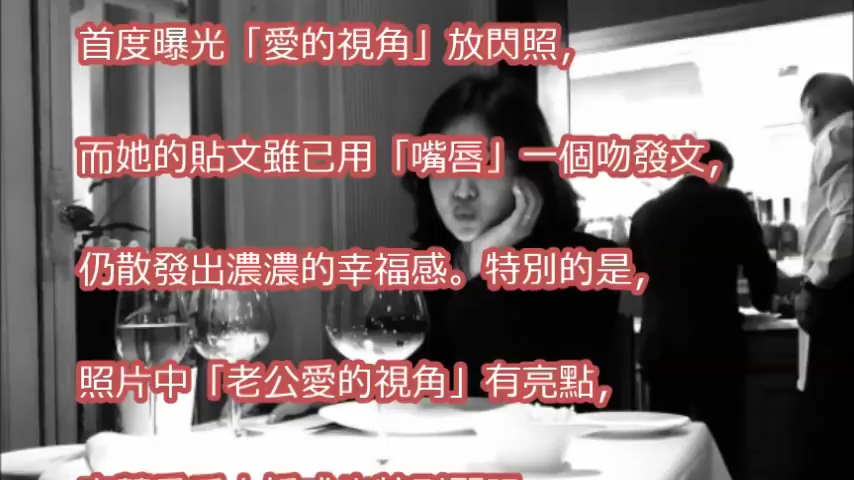 首度曝光「愛的視角」放閃照，
而她的貼文雖已用「嘴唇」一個吻發文，
仍散發出濃濃的幸福感。特別的是，
照片中「老公愛的視角」有亮點，